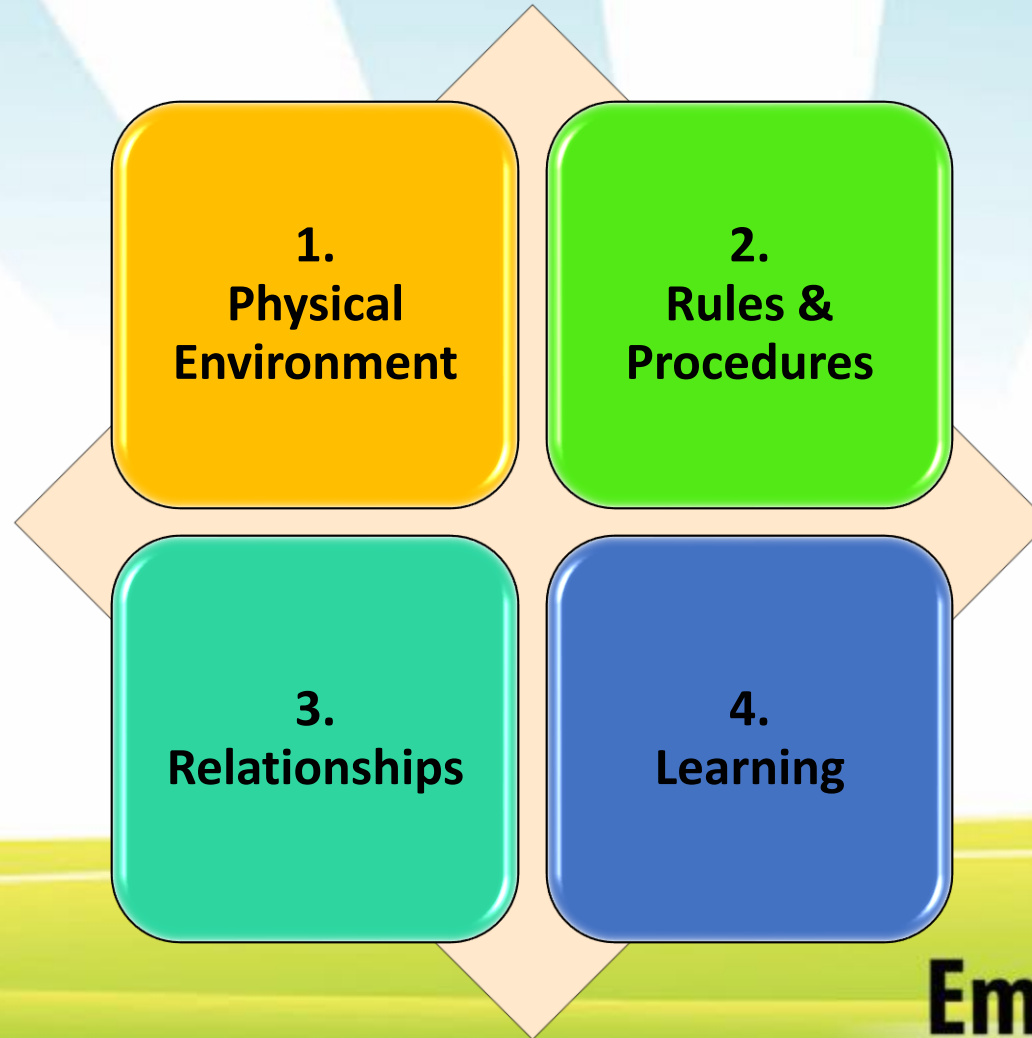 1.
Physical
Environment
2.
Rules &
Procedures
3.
Relationships
4.
Learning
Em